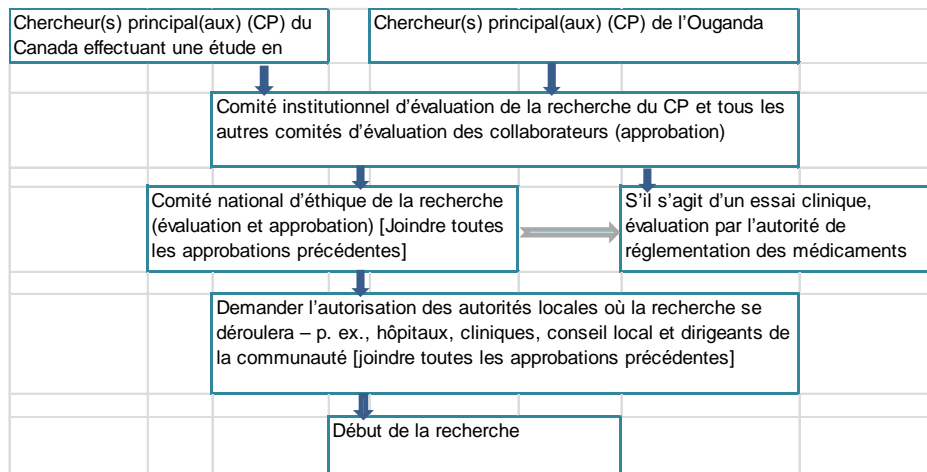 Chercheur(s) principal(aux) (CP) du
Canada effectuant une étude en
Chercheur(s) principal(aux) (CP) de l’Ouganda
Comité institutionnel d’évaluation de la recherche du CP et tous les
autres comités d’évaluation des collaborateurs (approbation)
Comité national d’éthique de la recherche
(évaluation et approbation) [Joindre toutes
les approbations précédentes]
S’il s’agit d’un essai clinique,
évaluation par l’autorité de
réglementation des médicaments
Demander l’autorisation des autorités locales où la recherche se
déroulera – p. ex., hôpitaux, cliniques, conseil local et dirigeants de
la communauté [joindre toutes les approbations précédentes]
Début de la recherche